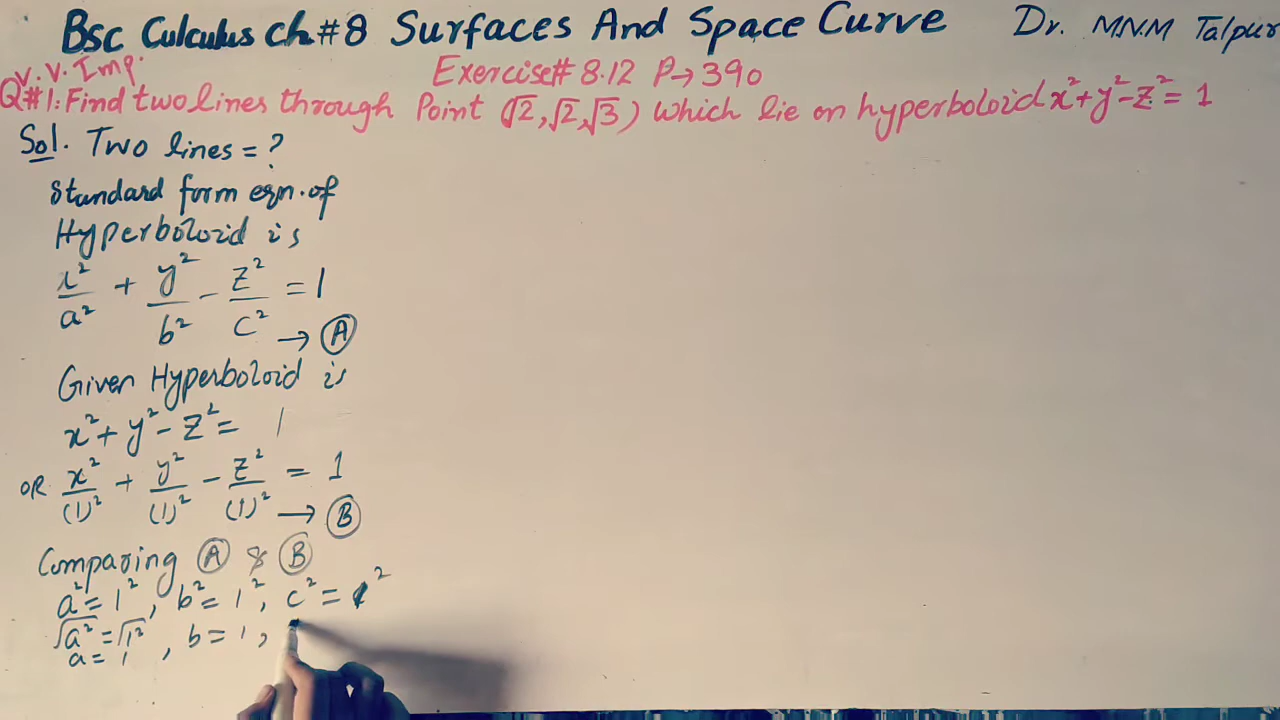 Bsc Calculus Ch#8 Surfaces And Space Curve Dr. M.N.M Talpur
V.V. Imp. Exercise# 8.12 P→390
Q#1: Find two lines through Point (√2,√2,√3) Which lie on hyperboloid x²+y²-z²=1
Sol. Two lines = ?
Standard form eqn. of
Hyperboloid is
x²/a² + y²/b² - z²/c² = 1
→ Ⓐ
Given Hyperboloid is
x²+y²-z²= 1
OR x²/(1)² + y²/(1)² - z²/(1)² = 1
→ Ⓑ
Comparing Ⓐ & Ⓑ
a²=1², b²=1², c²=1²
√a²=√1², b=1,
a=1,